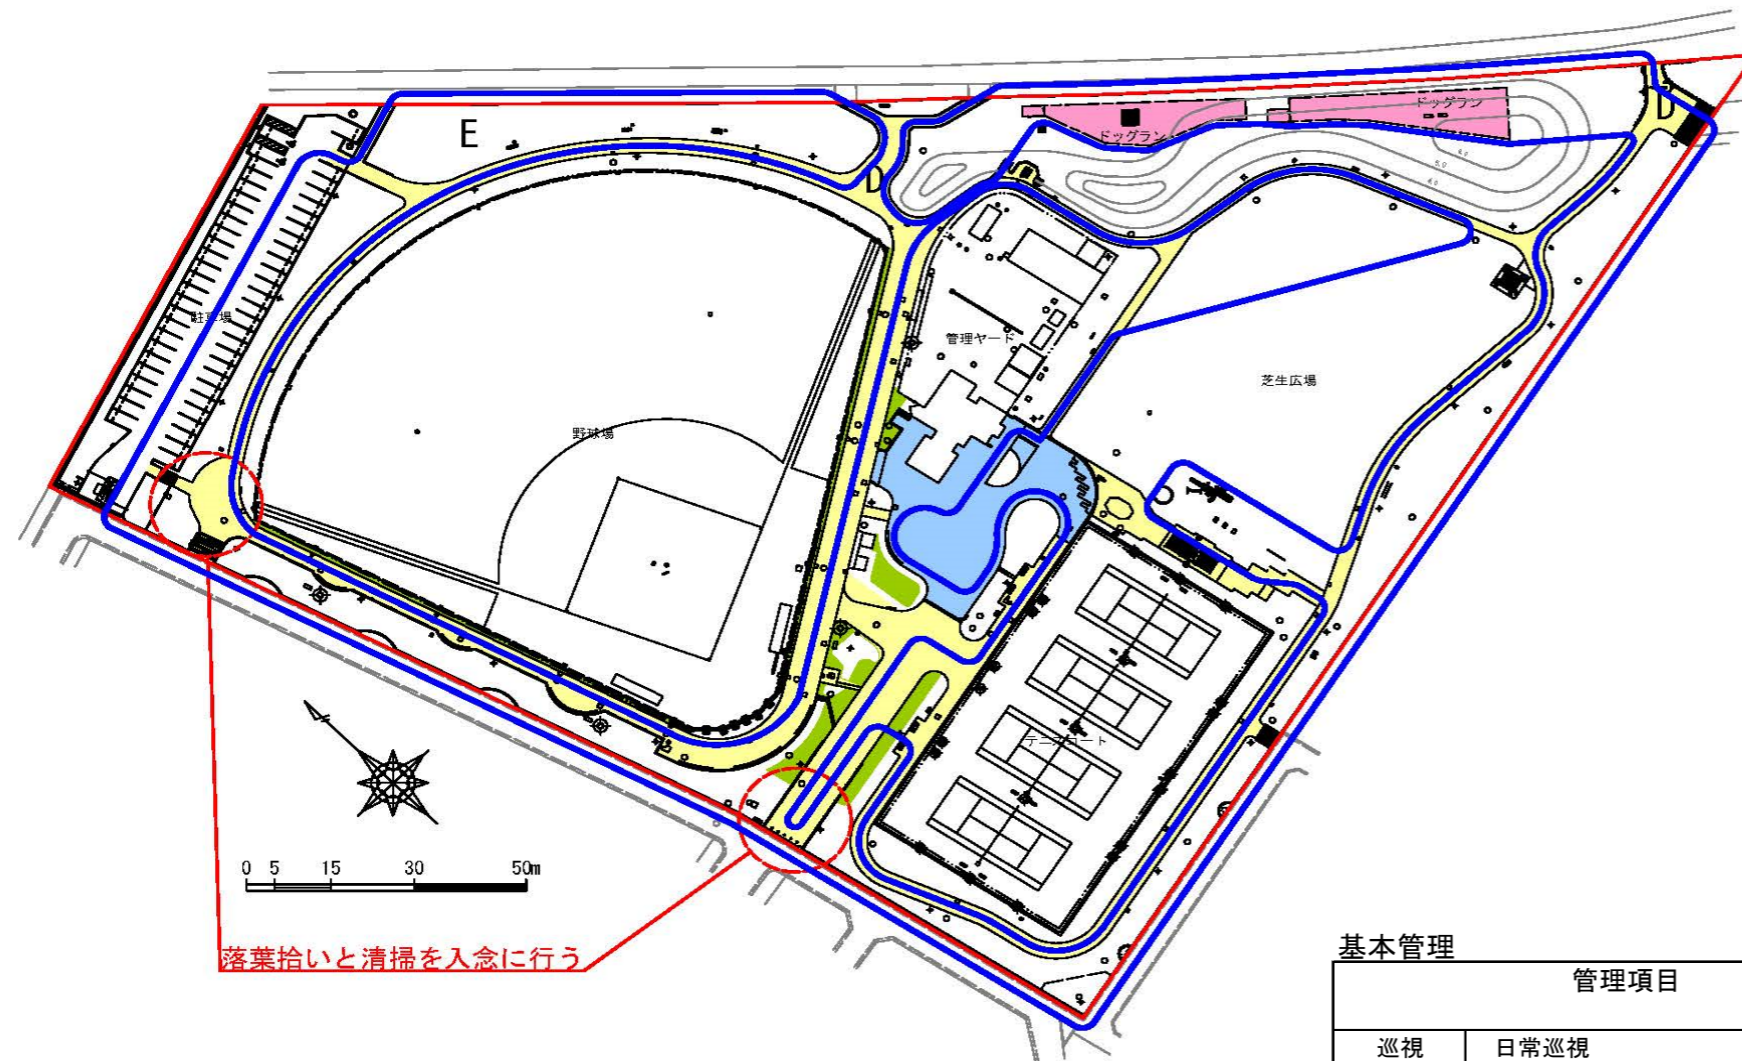 ドッグラン
ドッグラン
D
E
D
駐車場
管理ヤード
芝生広場
野球場
テニスコート
0 5 15 30 50m
落葉拾いと清掃を入念に行う
基本管理
管理項目
巡視 日常巡視